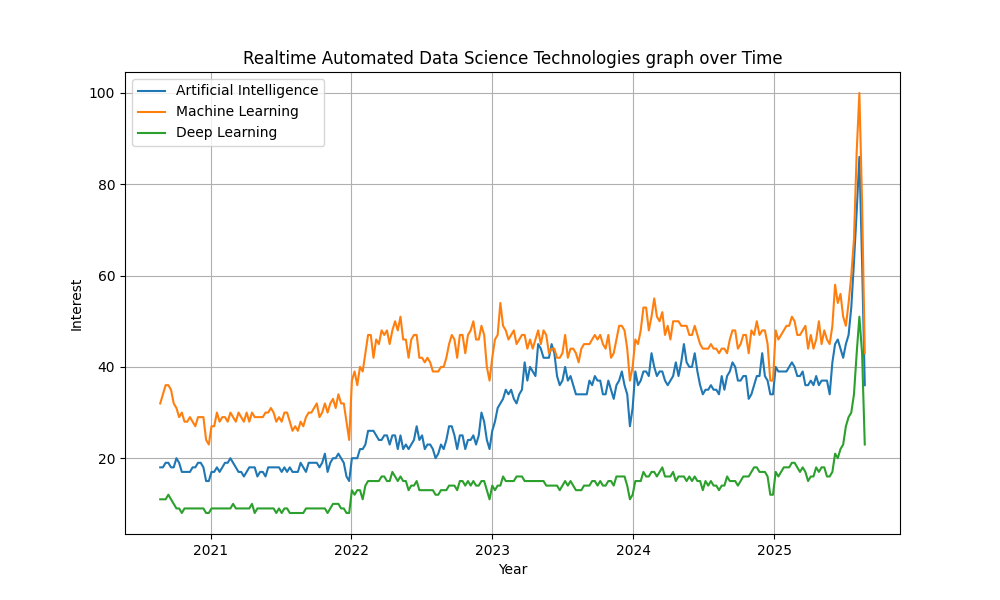 Realtime Automated Data Science Technologies graph over Time
Artificial Intelligence
Machine Learning
Deep Learning
100
80
60
40
20
Interest
2021
2022
2023
2024
2025
Year